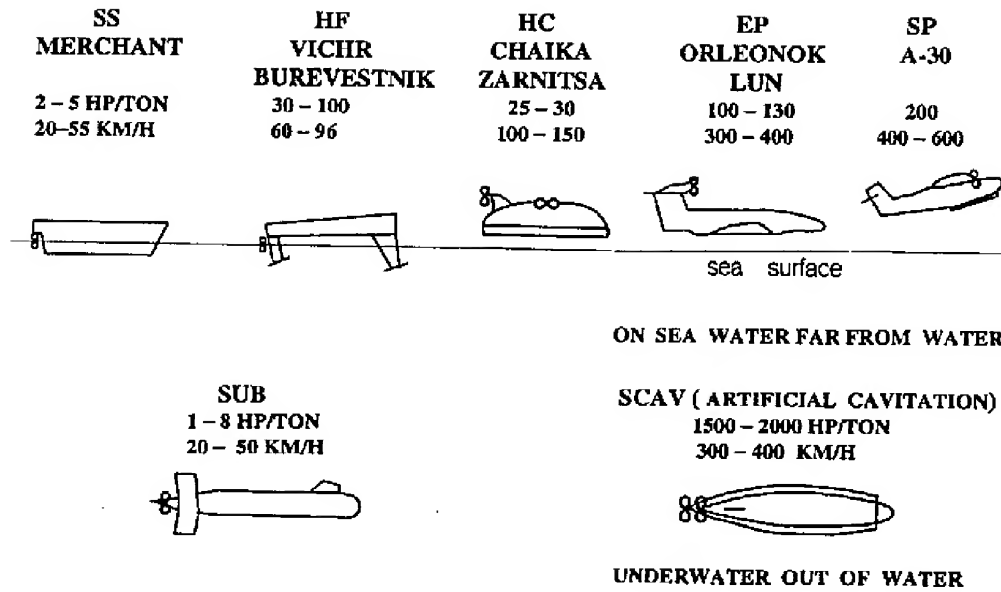 SS
MERCHANT
2 – 5 HP/TON
20–55 KM/H
HF
VICHR
BUREVESTNIK
30 – 100
60 – 96
HC
CHAIKA
ZARNITSA
25 – 30
100 – 150
EP
ORLEONOK
LUN
100 – 130
300 – 400
SP
A-30
200
400 – 600
sea surface
ON SEA WATER FAR FROM WATER
SUB
1 – 8 HP/TON
20 – 50 KM/H
SCAV ( ARTIFICIAL CAVITATION)
1500 – 2000 HP/TON
300 – 400 KM/H
UNDERWATER OUT OF WATER